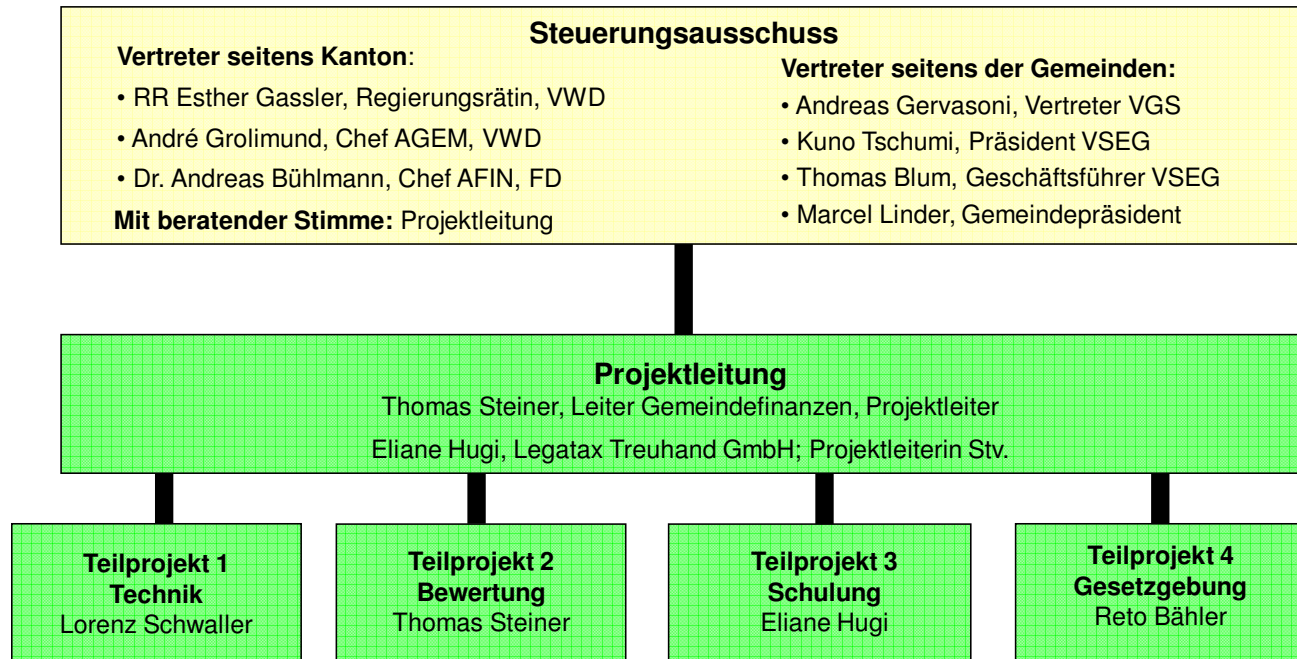 Steuerungsausschuss
Vertreter seitens Kanton:
• RR Esther Gassler, Regierungsrätin, VWD
• André Grolimund, Chef AGEM, VWD
• Dr. Andreas Bühlmann, Chef AFIN, FD
Mit beratender Stimme: Projektleitung
Vertreter seitens der Gemeinden:
• Andreas Gervasoni, Vertreter VGS
• Kuno Tschumi, Präsident VSEG
• Thomas Blum, Geschäftsführer VSEG
• Marcel Linder, Gemeindepräsident
Projektleitung
Thomas Steiner, Leiter Gemeindefinanzen, Projektleiter
Eliane Hugi, Legatax Treuhand GmbH; Projektleiterin Stv.
Teilprojekt 1
Technik
Lorenz Schwaller
Teilprojekt 2
Bewertung
Thomas Steiner
Teilprojekt 3
Schulung
Eliane Hugi
Teilprojekt 4
Gesetzgebung
Reto Bähler